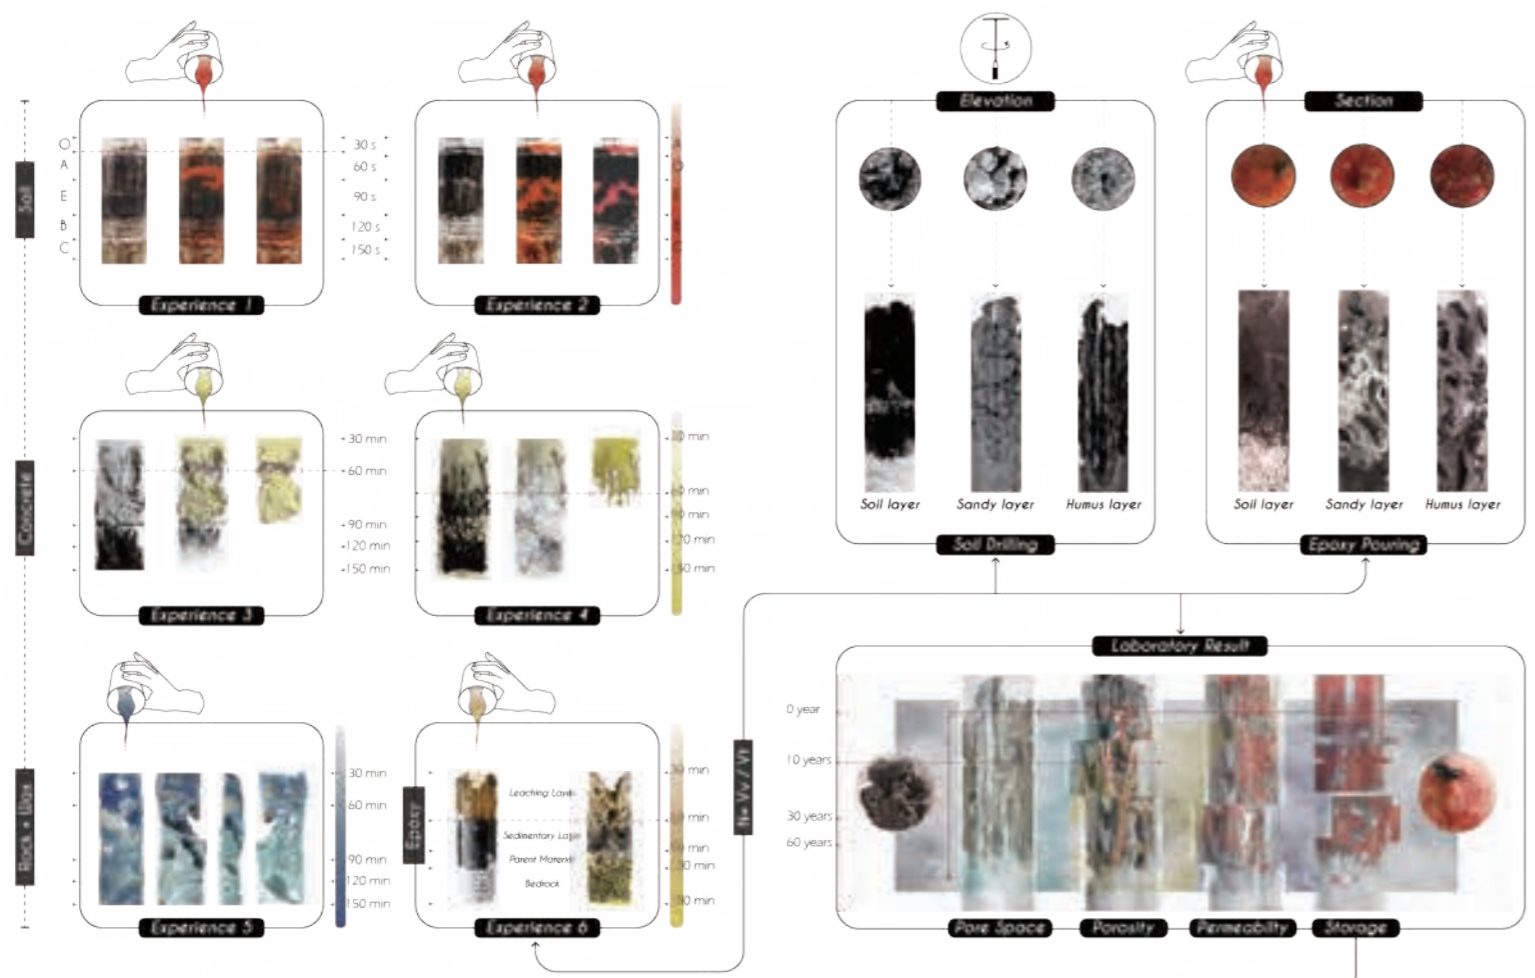 Soil
O
A
E
B
C
30 s
60 s
90 s
120 s
150 s
Experience 1
Experience 2
Concrete
30 min
60 min
90 min
120 min
150 min
Experience 3
Experience 4
Rock + Wax
30 min
60 min
90 min
120 min
150 min
Experience 5
Epoxy
Leaching Layer
Sedimentary Layer
Parent Material
Bedrock
Experience 6
Elevation
Soil layer
Sandy layer
Humus layer
Soil Drilling
Section
Soil layer
Sandy layer
Humus layer
Epoxy Pouring
Laboratory Result
0 year
10 years
30 years
60 years
Pore Space
Porosity
Permeabilty
Storage